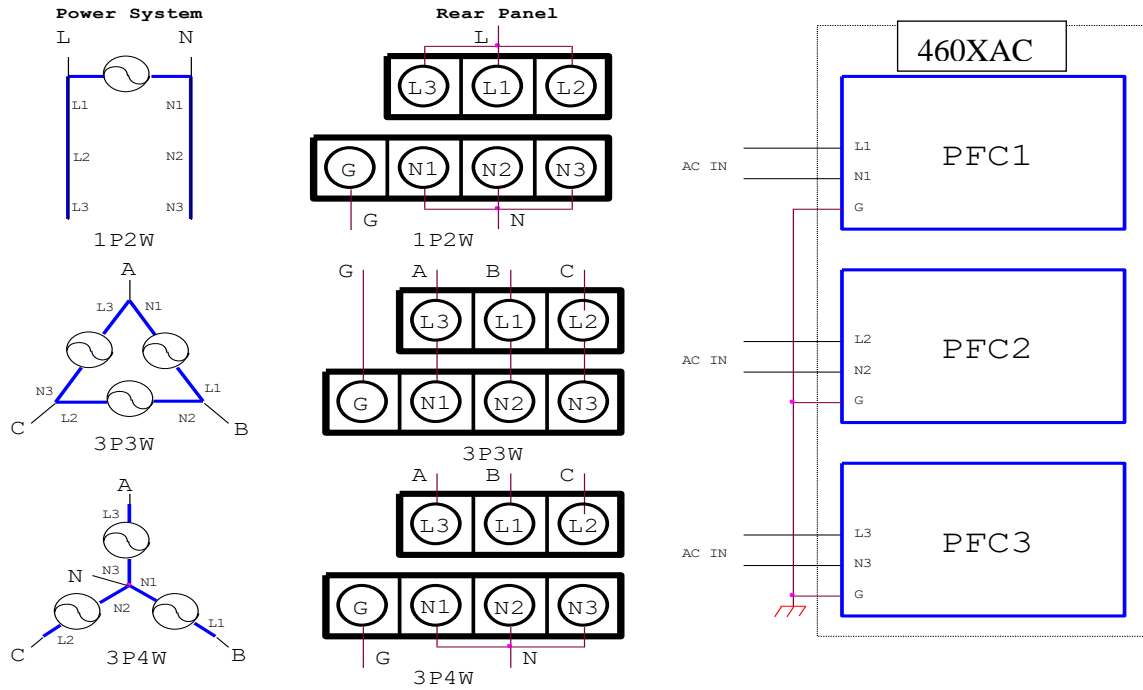 Power System
L N
L1 N1
L2 N2
L3 N3
1P2W
A
L3 N1
N3 L1
L2 N2
C B
3P3W
A
L3
N
N3 N1
N2
L1
L2
C B
3P4W
Rear Panel
L
L3 L1 L2
G N1 N2 N3
G N
1P2W
G A B C
L3 L1 L2
G N1 N2 N3
3P3W
A B C
L3 L1 L2
G N1 N2 N3
G N
3P4W
460XAC
AC IN
L1
N1
G
PFC1
AC IN
L2
N2
G
PFC2
AC IN
L3
N3
G
PFC3